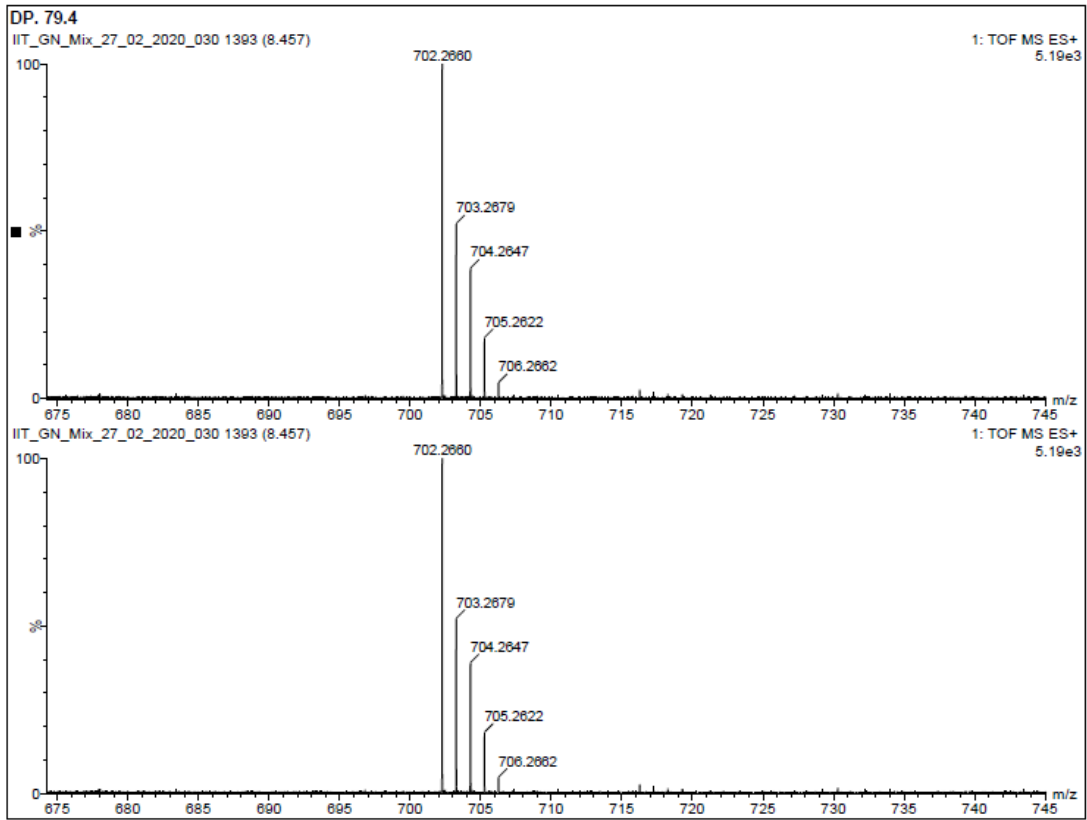 DP. 79.4
IIT_GN_Mix_27_02_2020_030 1393 (8.457)
1: TOF MS ES+
5.19e3
702.2660
100
703.2679
%
704.2647
705.2622
706.2662
0
675 680 685 690 695 700 705 710 715 720 725 730 735 740 745
m/z
IIT_GN_Mix_27_02_2020_030 1393 (8.457)
1: TOF MS ES+
5.19e3
702.2660
100
703.2679
%
704.2647
705.2622
706.2662
0
675 680 685 690 695 700 705 710 715 720 725 730 735 740 745
m/z